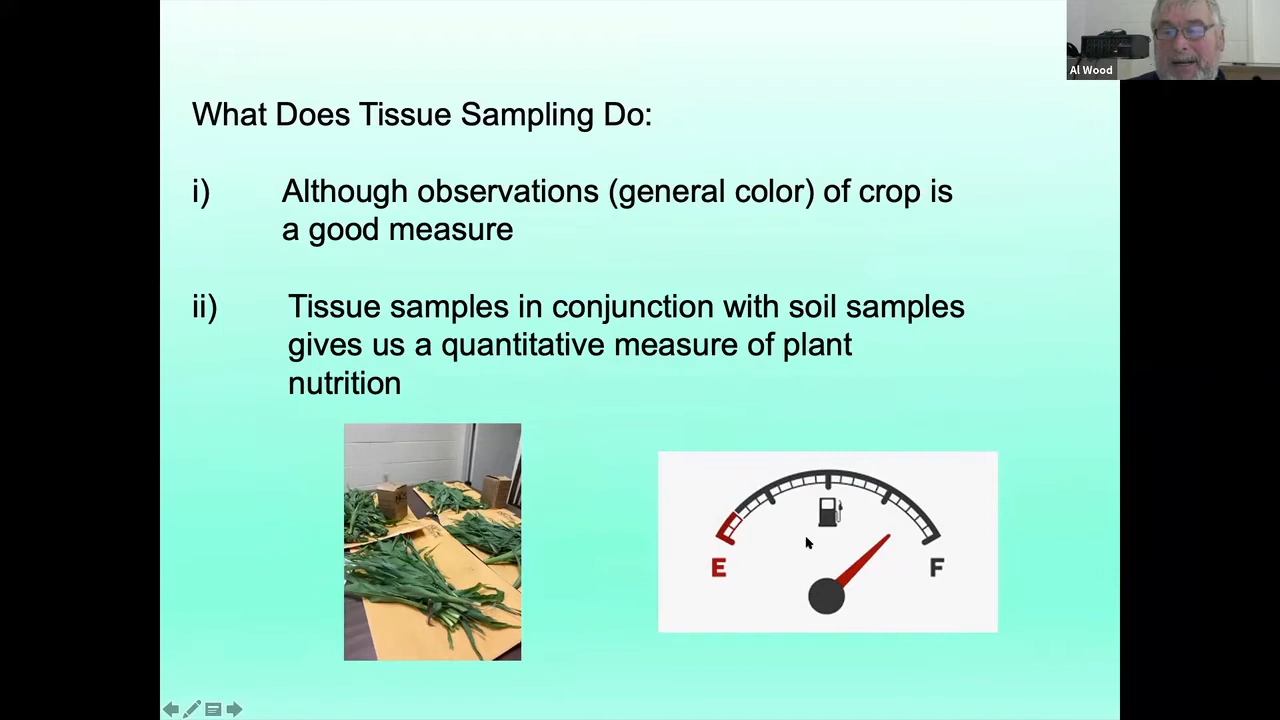 Al Wood
What Does Tissue Sampling Do:
i) Although observations (general color) of crop is
a good measure
ii) Tissue samples in conjunction with soil samples
gives us a quantitative measure of plant
nutrition
E F